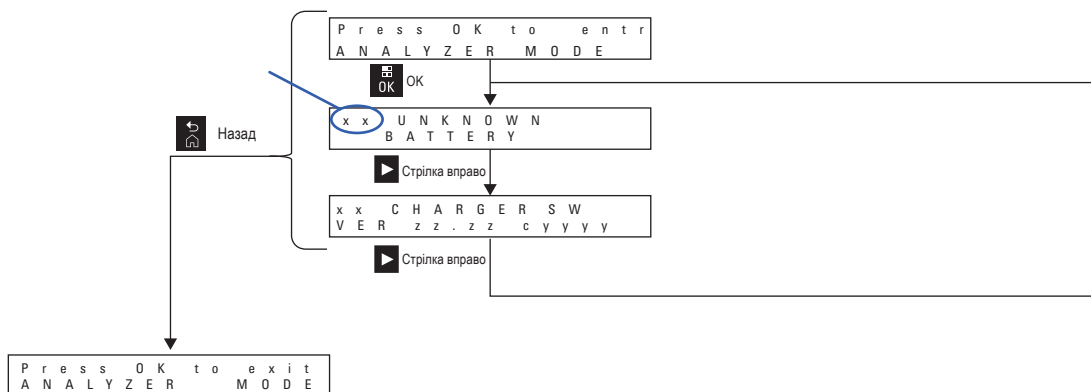 Press OK to entr
ANALYZER MODE
OK OK
xx UNKNOWN
BATTERY
Назад
Стрілка вправо
xx CHARGER SW
VER zz.zz cyyyy
Стрілка вправо
Press OK to exit
ANALYZER MODE